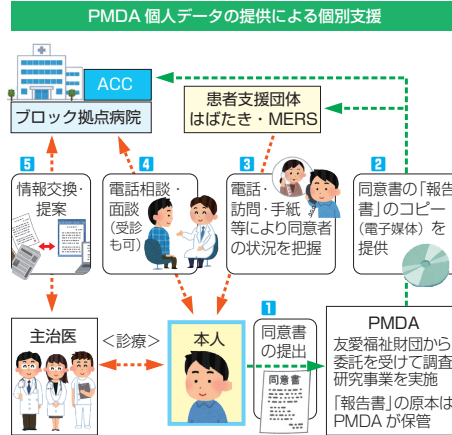 PMDA 個人データの提供による個別支援
ACC
ブロック拠点病院
患者支援団体
はばたき・MERS
5
情報交換・
提案
4
電話相談・
面談
(受診
も可)
3
電話・
訪問・手紙
等により同意者
の状況を把握
2
同意書の「報告
書」のコピー
(電子媒体)を
提供
主治医
<診療>
本人
1
同意書
の提出
同意書
PMDA
友愛福祉財団から
委託を受けて調査
研究事業を実施
「報告書」の原本は
PMDA が保管